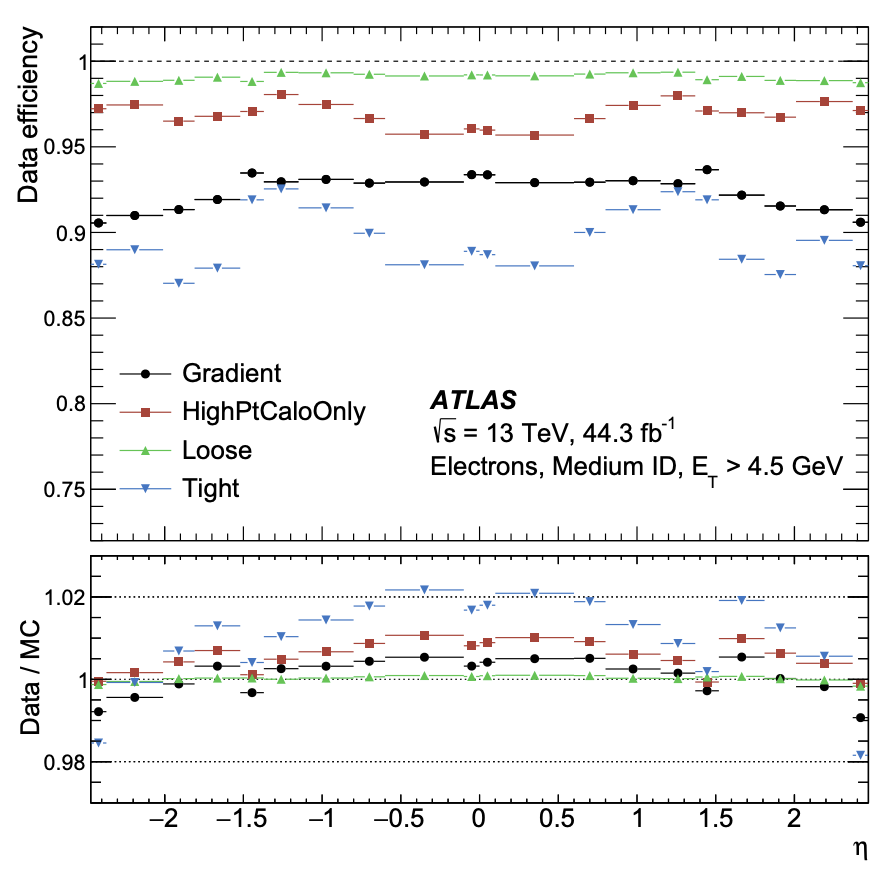 Data efficiency
1
0.95
0.9
0.85
0.8
0.75
Gradient
HighPtCaloOnly
Loose
Tight
ATLAS
√s = 13 TeV, 44.3 fb⁻¹
Electrons, Medium ID, E_T > 4.5 GeV
Data / MC
1.02
1
0.98
−2 −1.5 −1 −0.5 0 0.5 1 1.5 2
η